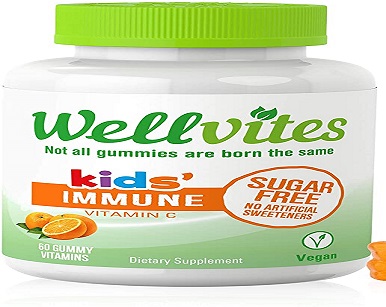 Wellvites
Not all gummies are born the same
kids'
IMMUNE
VITAMIN C
SUGAR
FREE
NO ARTIFICIAL
SWEETENERS
60 GUMMY
VITAMINS
Dietary Supplement
Vegan